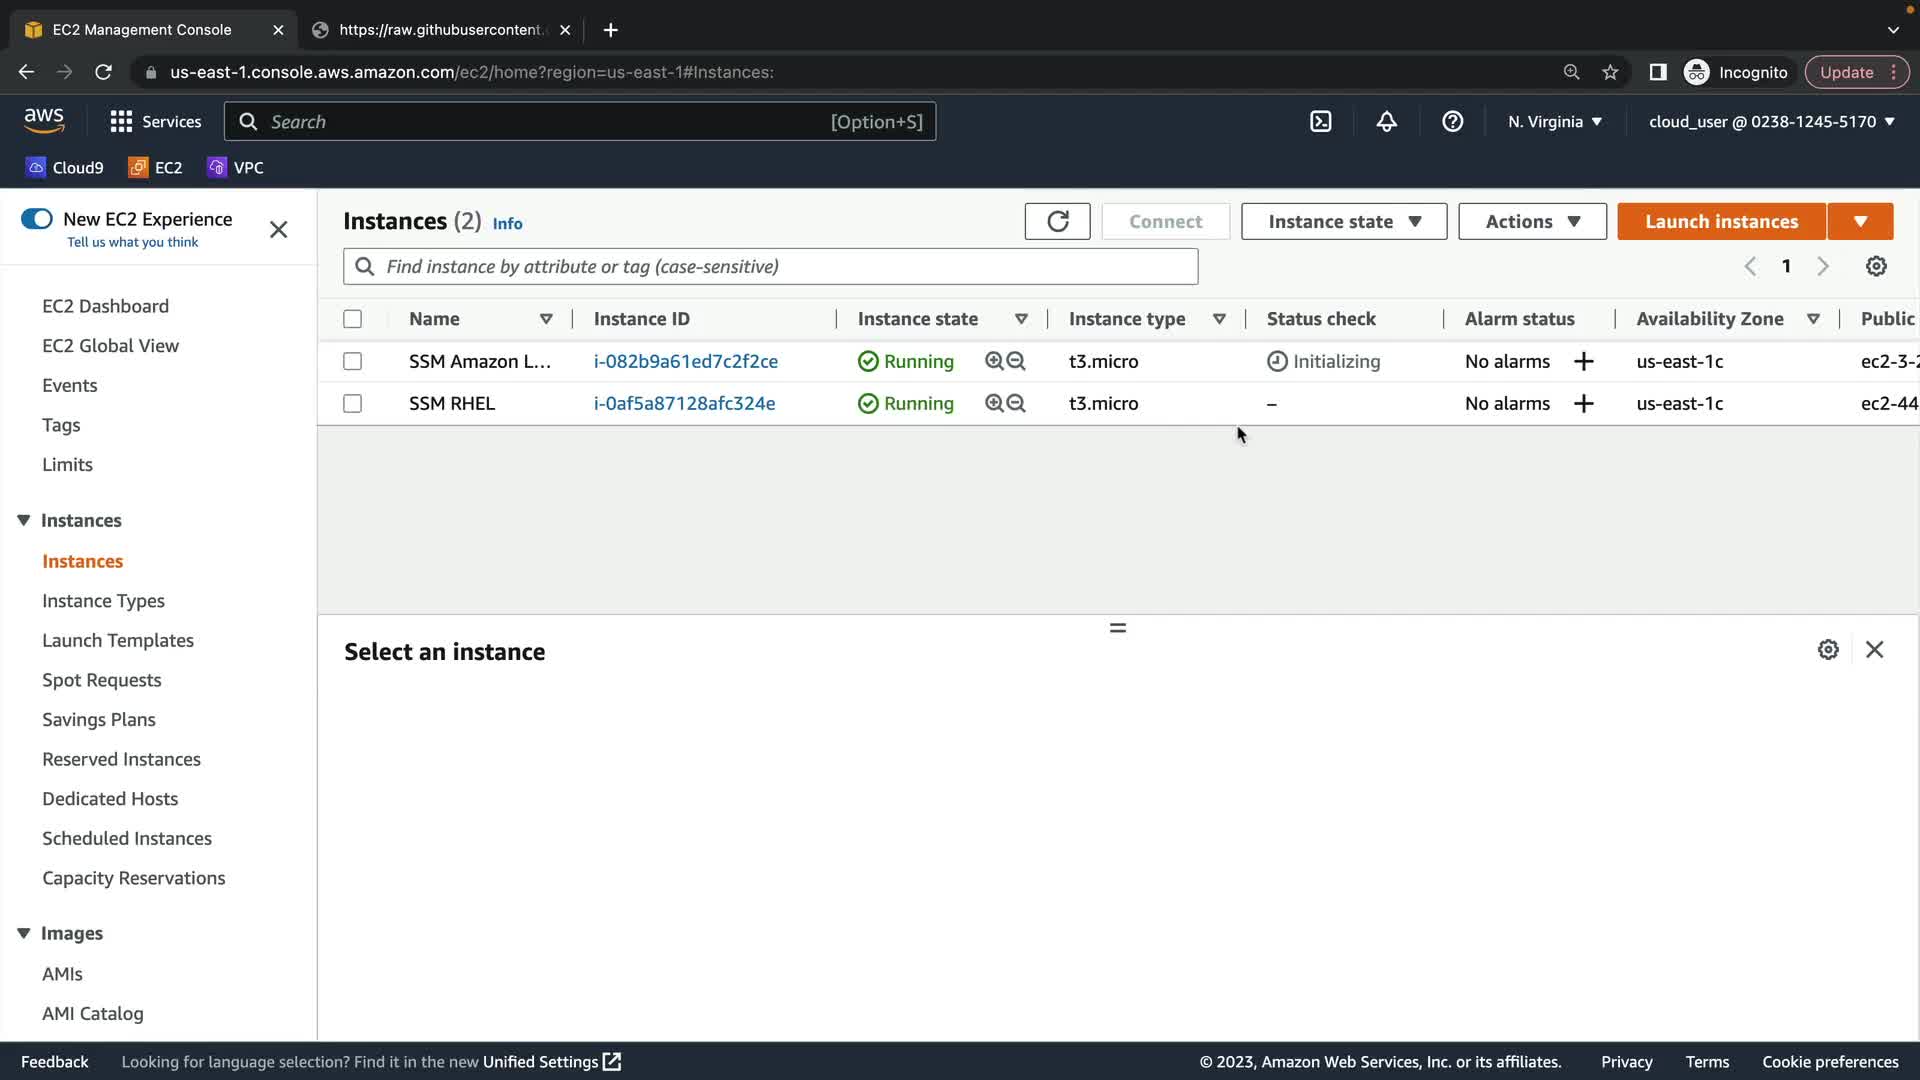 EC2 Management Console
https://raw.githubusercontent.
us-east-1.console.aws.amazon.com/ec2/home?region=us-east-1#Instances:
Incognito
Update
aws
Services
Search
[Option+S]
N. Virginia
cloud_user @ 0238-1245-5170
Cloud9
EC2
VPC
New EC2 Experience
Tell us what you think
EC2 Dashboard
EC2 Global View
Events
Tags
Limits
Instances
Instances
Instance Types
Launch Templates
Spot Requests
Savings Plans
Reserved Instances
Dedicated Hosts
Scheduled Instances
Capacity Reservations
Images
AMIs
AMI Catalog
Instances (2) Info
Connect
Instance state
Actions
Launch instances
Find instance by attribute or tag (case-sensitive)
1
Name Instance ID Instance state Instance type Status check Alarm status Availability Zone Public
SSM Amazon L... i-082b9a61ed7c2f2ce Running t3.micro Initializing No alarms + us-east-1c ec2-3-2
SSM RHEL i-0af5a87128afc324e Running t3.micro – No alarms + us-east-1c ec2-44
Select an instance
Feedback
Looking for language selection? Find it in the new Unified Settings
© 2023, Amazon Web Services, Inc. or its affiliates.
Privacy
Terms
Cookie preferences